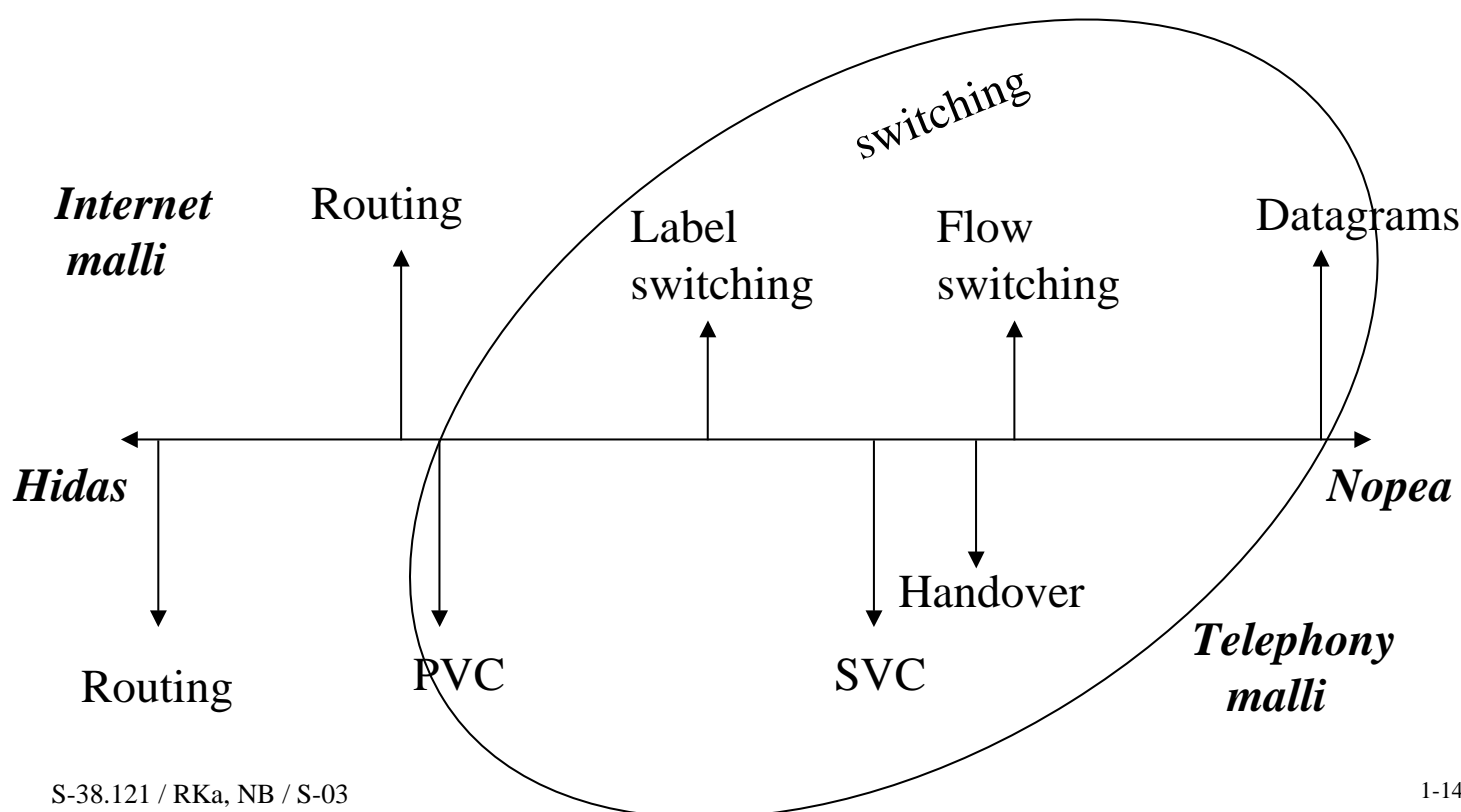 switching
Internet
malli
Routing
Label
switching
Flow
switching
Datagrams
Hidas
Nopea
Handover
Routing
PVC
SVC
Telephony
malli
S-38.121 / RKa, NB / S-03
1-14